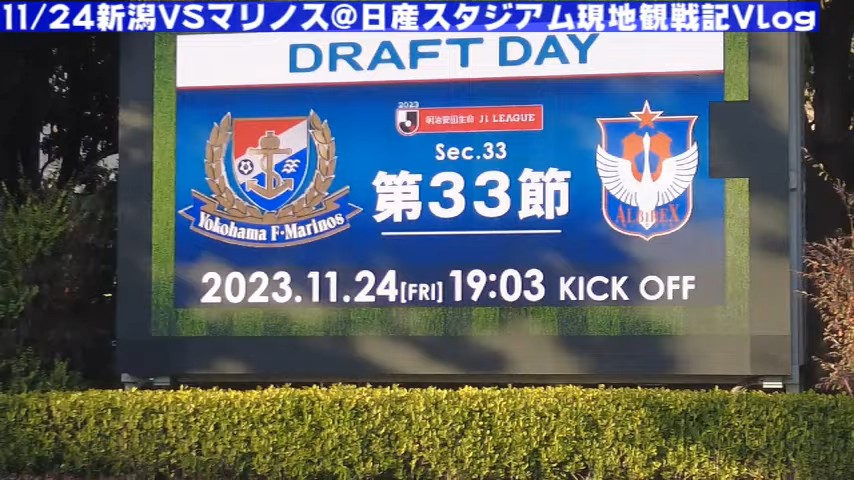 11/24新潟VSマリノス@日産スタジアム現地観戦記Vlog
DRAFT DAY
2023
明治安田生命 J1 LEAGUE
Sec.33
第33節
Yokohama F·Marinos
ALBIREX
2023.11.24[FRI] 19:03 KICK OFF